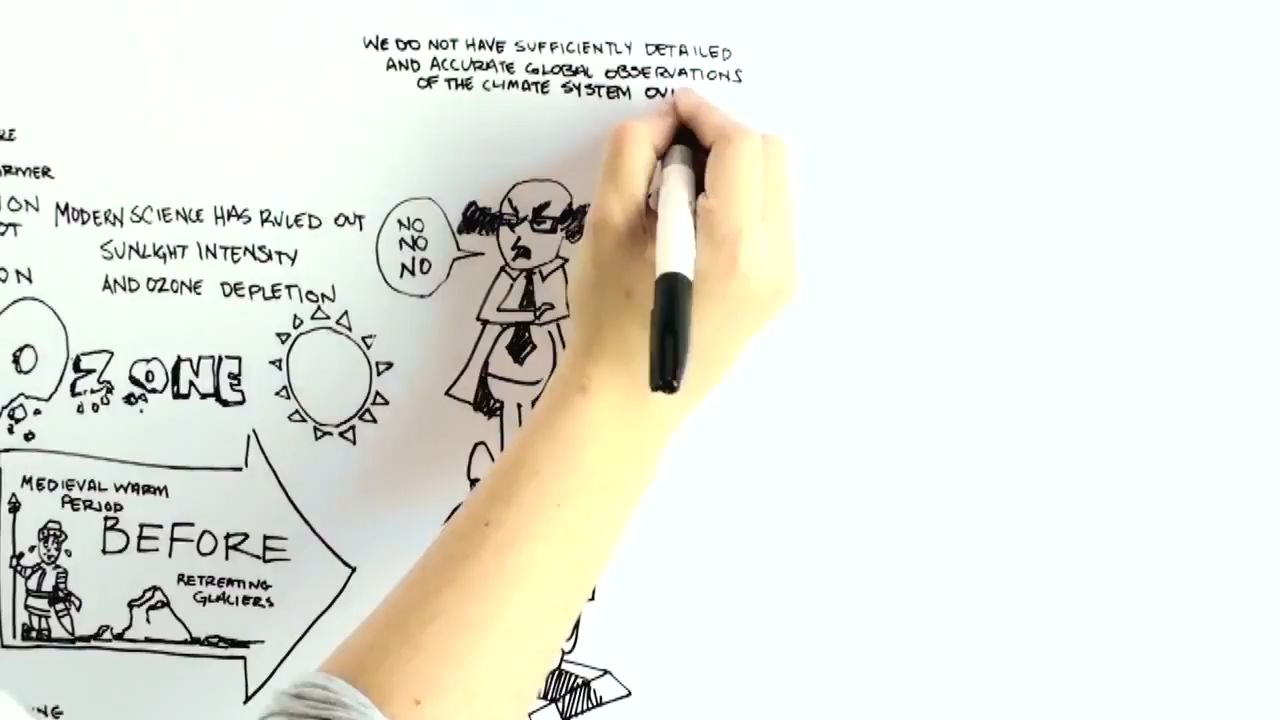 WE DO NOT HAVE SUFFICIENTLY DETAILED
AND ACCURATE GLOBAL OBSERVATIONS
OF THE CLIMATE SYSTEM
MODERN SCIENCE HAS RULED OUT
SUNLIGHT INTENSITY
AND OZONE DEPLETION
NO
NO
NO
OZONE
MEDIEVAL WARM
PERIOD
BEFORE
RETREATING
GLACIERS